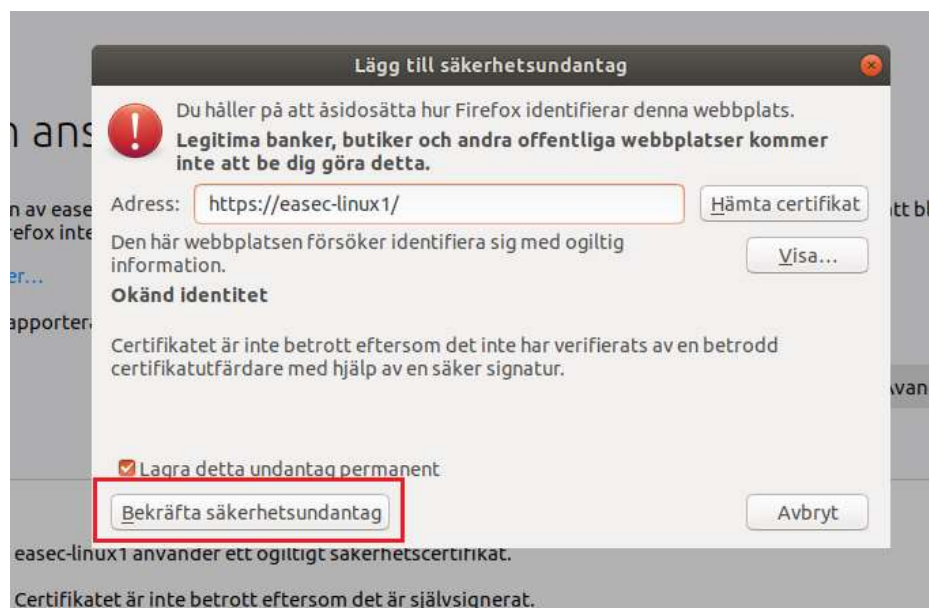 Lägg till säkerhetsundantag
Du håller på att åsidosätta hur Firefox identifierar denna webbplats.
Legitima banker, butiker och andra offentliga webbplatser kommer
inte att be dig göra detta.
Adress: https://easec-linux1/ Hämta certifikat
Den här webbplatsen försöker identifiera sig med ogiltig
information.
Visa...
Okänd identitet
Certifikatet är inte betrott eftersom det inte har verifierats av en betrodd
certifikatutfärdare med hjälp av en säker signatur.
Lagra detta undantag permanent
Bekräfta säkerhetsundantag Avbryt
easec-linux1 använder ett ogiltigt säkerhetscertifikat.
Certifikatet är inte betrott eftersom det är självsignerat.